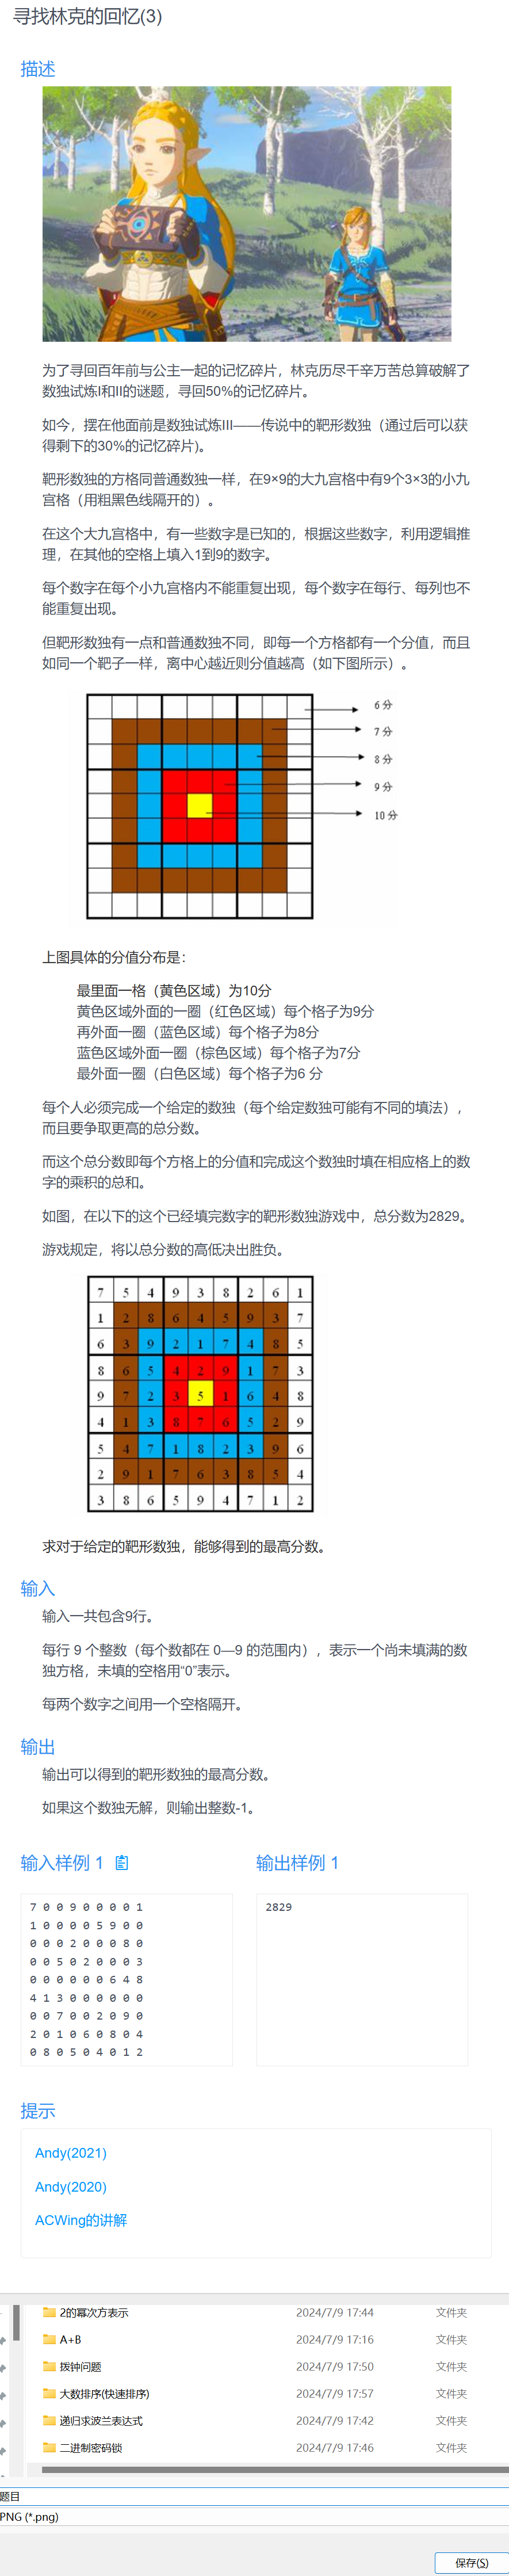 寻找林克的回忆(3)
描述
为了寻回百年前与公主一起的记忆碎片，林克历尽千辛万苦总算破解了
数独试炼I和II的谜题，寻回50%的记忆碎片。
如今，摆在他面前是数独试炼III——传说中的靶形数独（通过后可以获
得剩下的30%的记忆碎片)。
靶形数独的方格同普通数独一样，在9×9的大九宫格中有9个3×3的小九
宫格（用粗黑色线隔开的）。
在这个大九宫格中，有一些数字是已知的，根据这些数字，利用逻辑推
理，在其他的空格上填入1到9的数字。
每个数字在每个小九宫格内不能重复出现，每个数字在每行、每列也不
能重复出现。
但靶形数独有一点和普通数独不同，即每一个方格都有一个分值，而且
如同一个靶子一样，离中心越近则分值越高（如下图所示）。
6 分
7 分
8 分
9 分
10 分
上图具体的分值分布是：
最里面一格（黄色区域）为10分
黄色区域外面的一圈（红色区域）每个格子为9分
再外面一圈（蓝色区域）每个格子为8分
蓝色区域外面一圈（棕色区域）每个格子为7分
最外面一圈（白色区域）每个格子为6 分
每个人必须完成一个给定的数独（每个给定数独可能有不同的填法），
而且要争取更高的总分数。
而这个总分数即每个方格上的分值和完成这个数独时填在相应格上的数
字的乘积的总和。
如图，在以下的这个已经填完数字的靶形数独游戏中，总分数为2829。
游戏规定，将以总分数的高低决出胜负。
7 5 4 9 3 8 2 6 1
1 2 8 6 4 5 9 3 7
6 3 9 2 1 7 4 8 5
8 6 5 4 2 9 1 7 3
9 7 2 3 5 1 6 4 8
4 1 3 8 7 6 5 2 9
5 4 7 1 8 2 3 9 6
2 9 1 7 6 3 8 5 4
3 8 6 5 9 4 7 1 2
求对于给定的靶形数独，能够得到的最高分数。
输入
输入一共包含9行。
每行 9 个整数（每个数都在 0—9 的范围内），表示一个尚未填满的数
独方格，未填的空格用“0”表示。
每两个数字之间用一个空格隔开。
输出
输出可以得到的靶形数独的最高分数。
如果这个数独无解，则输出整数-1。
输入样例 1
7 0 0 9 0 0 0 0 1
1 0 0 0 0 5 9 0 0
0 0 0 2 0 0 0 8 0
0 0 5 0 2 0 0 0 3
0 0 0 0 0 0 6 4 8
4 1 3 0 0 0 0 0 0
0 0 7 0 0 2 0 9 0
2 0 1 0 6 0 8 0 4
0 8 0 5 0 4 0 1 2
输出样例 1
2829
提示
Andy(2021)
Andy(2020)
ACWing的讲解
2的幂次方表示 2024/7/9 17:44 文件夹
A+B 2024/7/9 17:16 文件夹
拨钟问题 2024/7/9 17:50 文件夹
大数排序(快速排序) 2024/7/9 17:57 文件夹
递归求波兰表达式 2024/7/9 17:42 文件夹
二进制密码锁 2024/7/9 17:46 文件夹
题目
PNG (*.png)
保存(S)